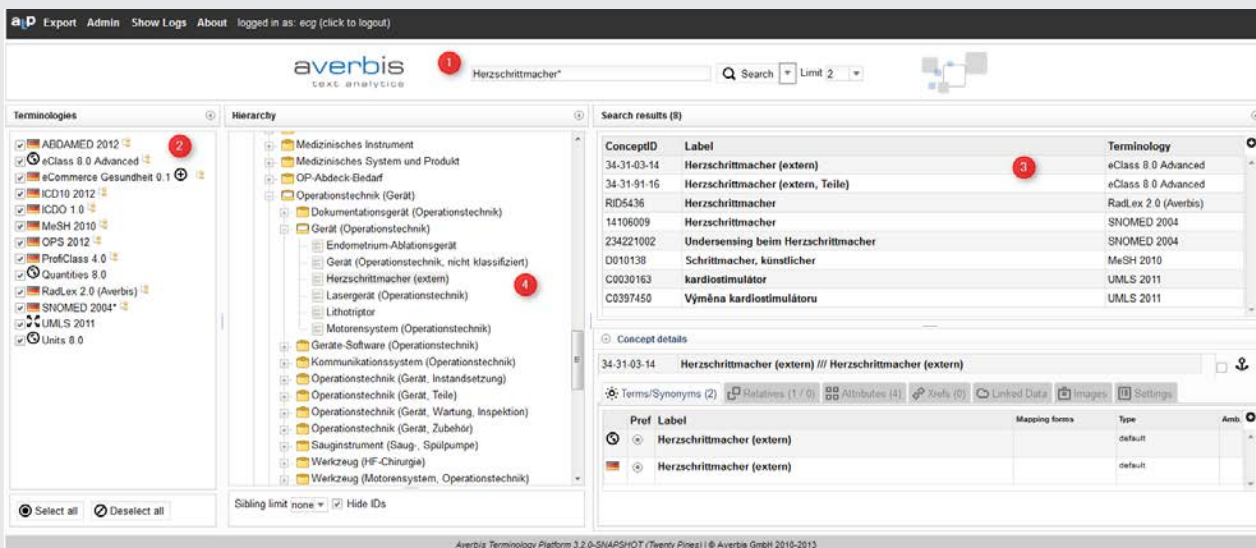 aLP Export Admin Show Logs About logged in as: ecg (click to logout)
averbis
text analytics
1
Herzschrittmacher*
Search
Limit 2
Terminologies
2
ABDAMED 2012
eClass 8.0 Advanced
eCommerce Gesundheit 0.1
ICD10 2012
ICDO 1.0
MeSH 2010
OPS 2012
ProfiClass 4.0
Quantities 8.0
RadLex 2.0 (Averbis)
SNOMED 2004*
UMLS 2011
Units 8.0
Select all Deselect all
Hierarchy
Medizinisches Instrument
Medizinisches System und Produkt
OP-Abdeck-Bedarf
Operationstechnik (Gerät)
Dokumentationsgerät (Operationstechnik)
Gerät (Operationstechnik)
Endometrium-Ablationsgerät
Gerät (Operationstechnik, nicht klassifiziert)
Herzschrittmacher (extern)
4
Lasergerät (Operationstechnik)
Lithotriptor
Motorensystem (Operationstechnik)
Geräte-Software (Operationstechnik)
Kommunikationssystem (Operationstechnik)
Operationstechnik (Gerät, Instandsetzung)
Operationstechnik (Gerät, Teile)
Operationstechnik (Gerät, Wartung, Inspektion)
Operationstechnik (Gerät, Zubehör)
Sauginstrument (Saug-, Spülpumpe)
Werkzeug (HF-Chirurgie)
Werkzeug (Motorensystem, Operationstechnik)
Sibling limit none Hide IDs
Search results (8)
ConceptID Label Terminology
3
34-31-03-14 Herzschrittmacher (extern) eClass 8.0 Advanced
34-31-91-16 Herzschrittmacher (extern, Teile) eClass 8.0 Advanced
RID5436 Herzschrittmacher RadLex 2.0 (Averbis)
14106009 Herzschrittmacher SNOMED 2004
234221002 Undersensing beim Herzschrittmacher SNOMED 2004
D010138 Schrittmacher, künstlicher MeSH 2010
C0030163 kardiostimulátor UMLS 2011
C0397450 Výměna kardiostimulátoru UMLS 2011
Concept details
34-31-03-14 Herzschrittmacher (extern) /// Herzschrittmacher (extern)
Terms/Synonyms (2) Relatives (1 / 0) Attributes (4) Xrefs (0) Linked Data Images Settings
Pref Label Mapping forms Type Amb.
Herzschrittmacher (extern) default
Herzschrittmacher (extern) default
Averbis Terminology Platform 3.2.0-SNAPSHOT (Twenty Pines) | © Averbis GmbH 2010-2013